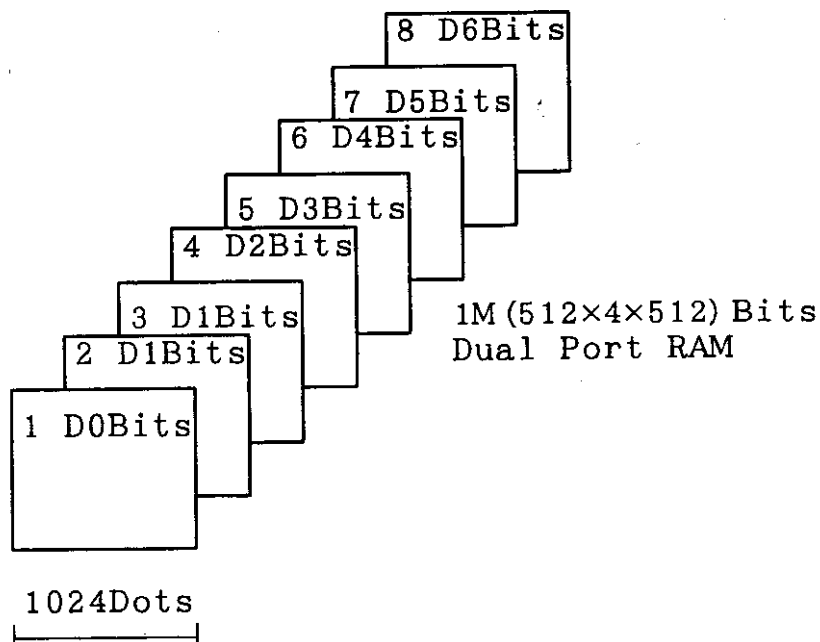 8 D6Bits
7 D5Bits
6 D4Bits
5 D3Bits
4 D2Bits
3 D1Bits
2 D1Bits
1 D0Bits
1M(512×4×512)Bits
Dual Port RAM
1024Dots